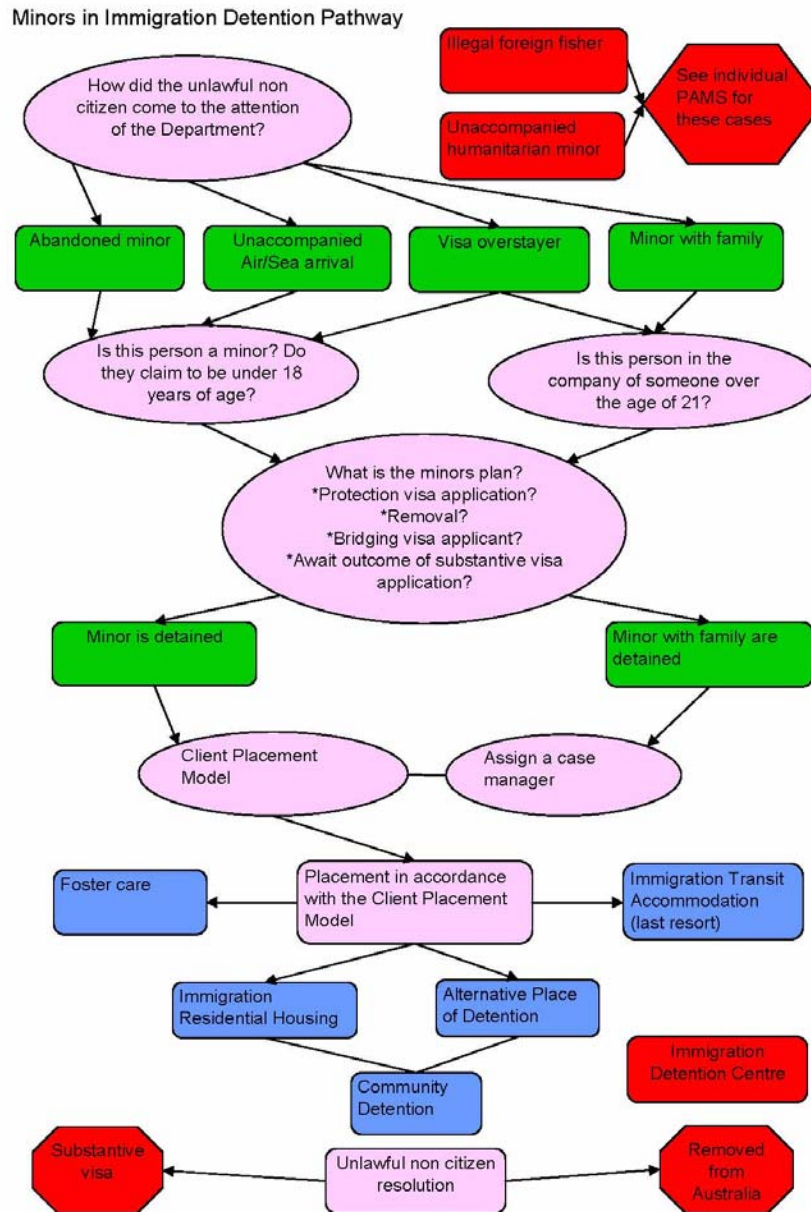 Minors in Immigration Detention Pathway
Illegal foreign fisher
See individual
PAMS for
these cases
How did the unlawful non
citizen come to the attention
of the Department?
Unaccompanied
humanitarian minor
Abandoned minor
Unaccompanied
Air/Sea arrival
Visa overstayer
Minor with family
Is this person a minor? Do
they claim to be under 18
years of age?
Is this person in the
company of someone over
the age of 21?
What is the minors plan?
*Protection visa application?
*Removal?
*Bridging visa applicant?
*Await outcome of substantive visa
application?
Minor is detained
Minor with family are
detained
Client Placement
Model
Assign a case
manager
Foster care
Placement in accordance
with the Client Placement
Model
Immigration Transit
Accommodation
(last resort)
Immigration
Residential Housing
Alternative Place
of Detention
Immigration
Detention Centre
Community
Detention
Substantive
visa
Unlawful non citizen
resolution
Removed
from
Australia